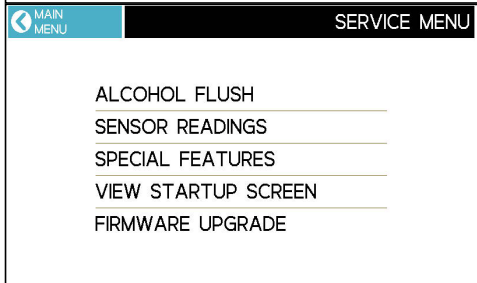 MAIN
MENU
SERVICE MENU
ALCOHOL FLUSH
SENSOR READINGS
SPECIAL FEATURES
VIEW STARTUP SCREEN
FIRMWARE UPGRADE